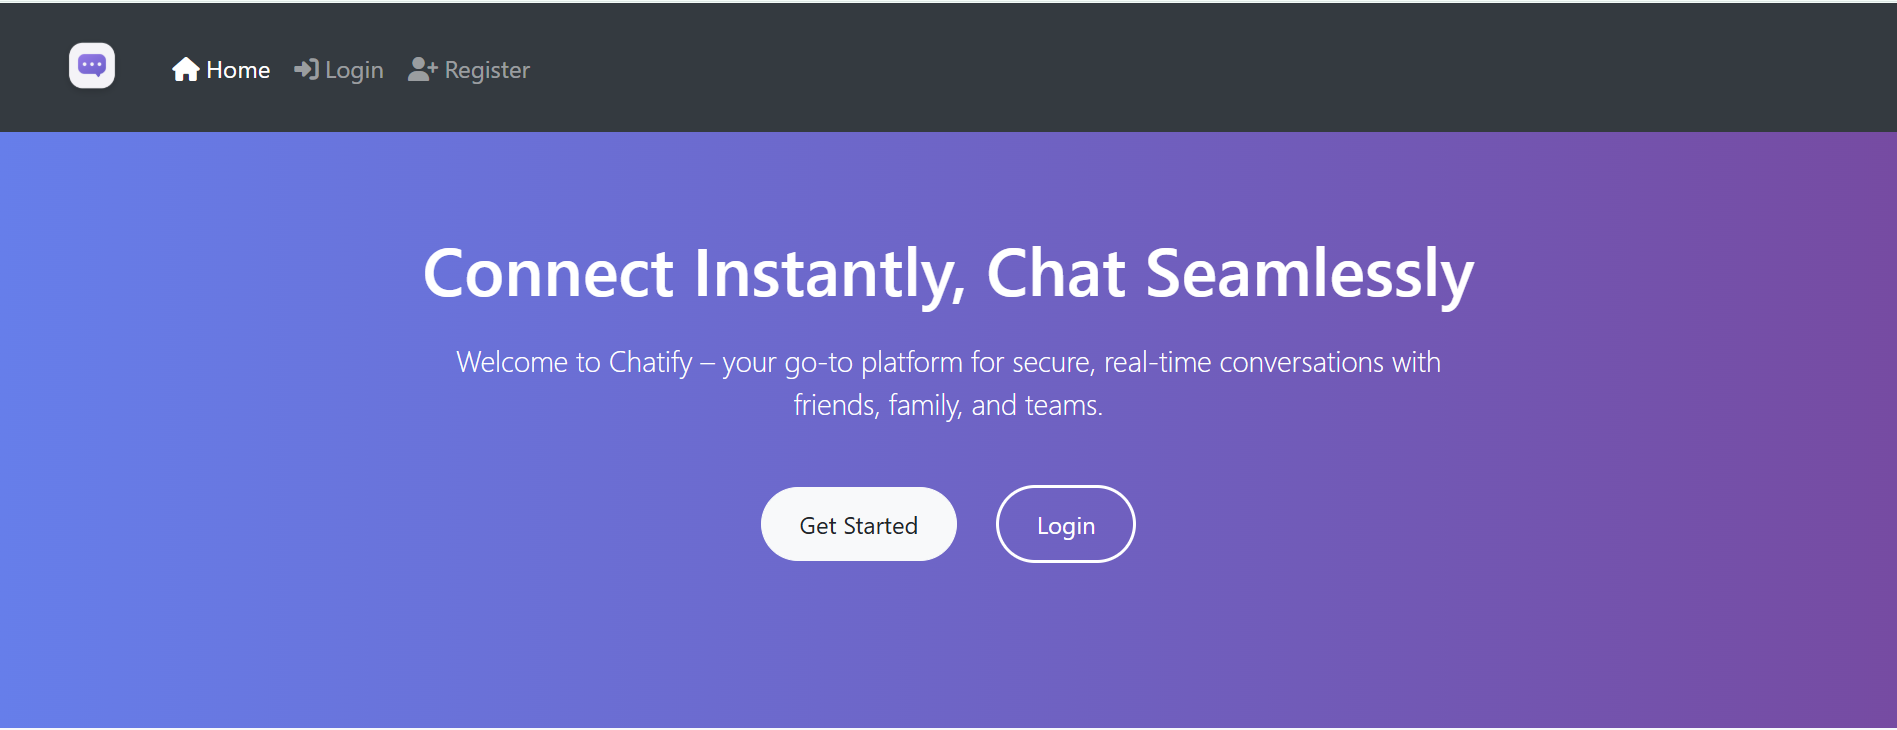 Home Login Register
Connect Instantly, Chat Seamlessly
Welcome to Chatify – your go-to platform for secure, real-time conversations with
friends, family, and teams.
Get Started Login